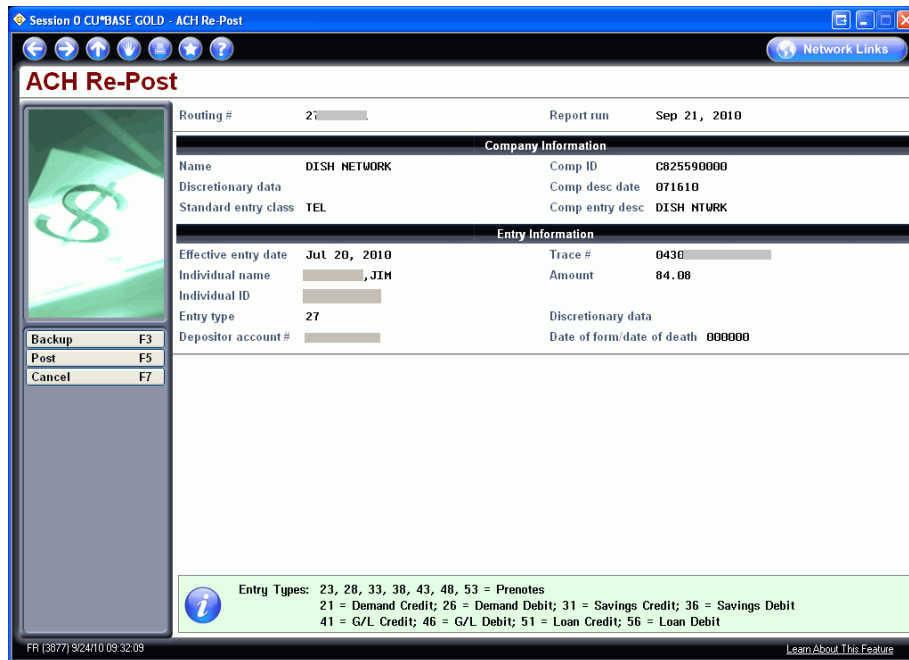 Session 0 CU*BASE GOLD - ACH Re-Post
Network Links
ACH Re-Post
Routing # 27 Report run Sep 21, 2010
Company Information
Name DISH NETWORK Comp ID C825590000
Discretionary data Comp desc date 071610
Standard entry class TEL Comp entry desc DISH NTWRK
Entry Information
Effective entry date Jul 20, 2010 Trace # 0430
Individual name ,JIM Amount 84.08
Individual ID
Entry type 27 Discretionary data
Depositor account # Date of form/date of death 000000
Backup F3
Post F5
Cancel F7
Entry Types: 23, 28, 33, 38, 43, 48, 53 = Prenotes
21 = Demand Credit; 26 = Demand Debit; 31 = Savings Credit; 36 = Savings Debit
41 = G/L Credit; 46 = G/L Debit; 51 = Loan Credit; 56 = Loan Debit
FR (3877) 9/24/10 09:32:09 Learn About This Feature